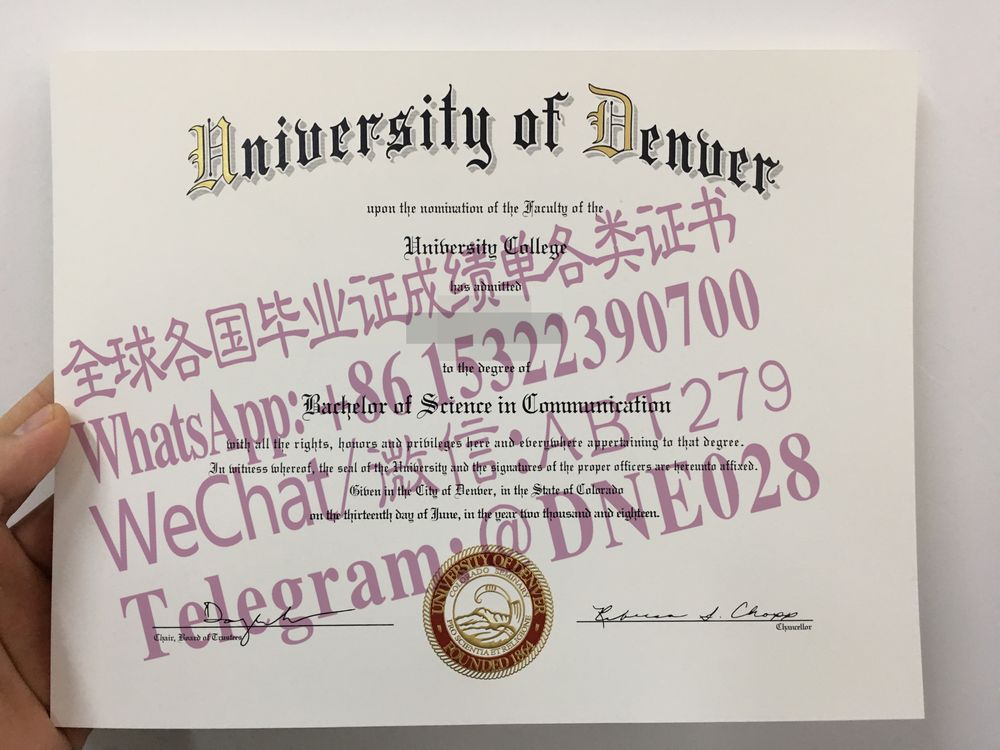 University of Denver
upon the nomination of the Faculty of the
University College
has admitted
to the degree of
Bachelor of Science in Communication
with all the rights, honors and privileges here and everywhere appertaining to that degree.
In witness whereof, the seal of the University and the signatures of the proper officers are hereunto affixed.
Given in the City of Denver, in the State of Colorado
on the thirteenth day of June, in the year two thousand and eighteen.
全球各国毕业证成绩单各类证书
WhatsApp:+86 15322390700
WeChat/微信:ABT279
Telegram:@DNE028
Chair, Board of Trustees
UNIVERSITY OF DENVER
COLORADO SEMINARY
PRO SCIENTIA ET RELIGIONE
FOUNDED 1864
Rebecca S. Chopp
Chancellor